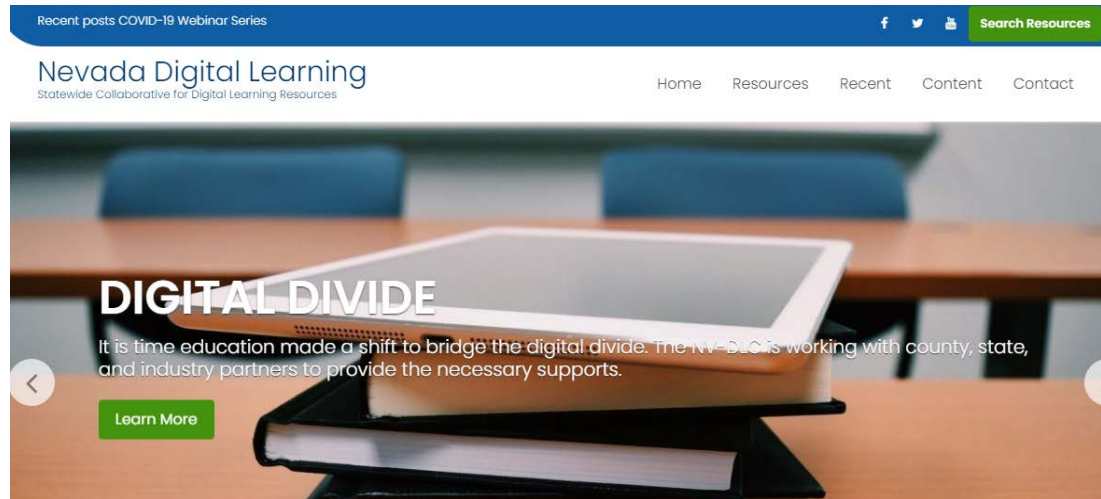 Recent posts COVID-19 Webinar Series
Search Resources
Nevada Digital Learning
Statewide Collaborative for Digital Learning Resources
Home Resources Recent Content Contact
DIGITAL DIVIDE
It is time education made a shift to bridge the digital divide. The NV-DLC is working with county, state,
and industry partners to provide the necessary supports.
Learn More